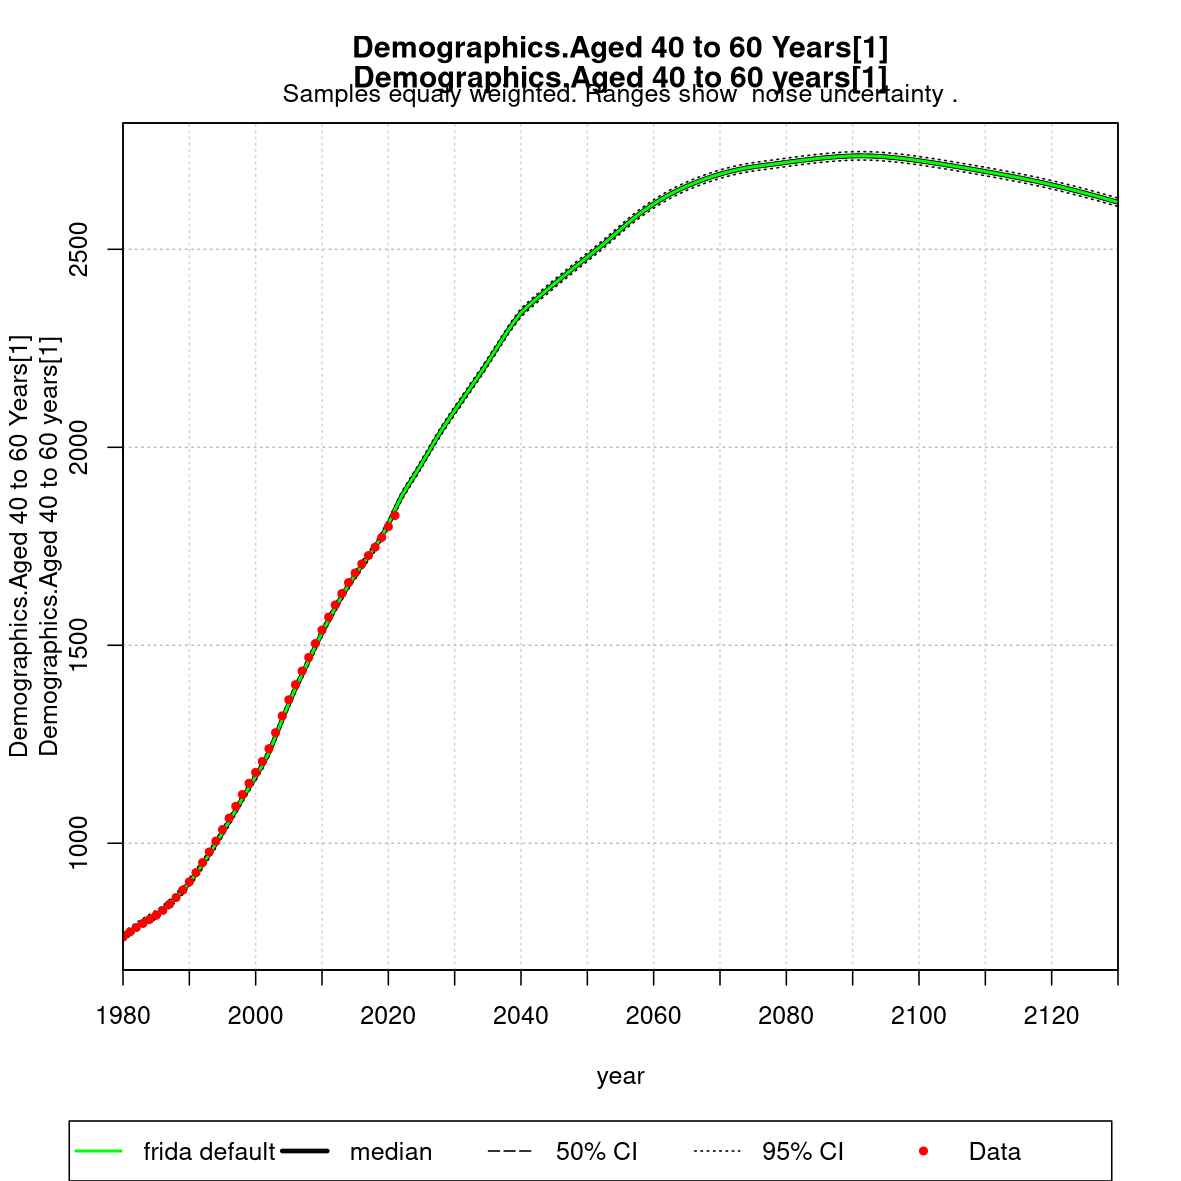 Demographics.Aged 40 to 60 Years[1]
Demographics.Aged 40 to 60 years[1]
Samples equaly weighted. Ranges show  noise uncertainty .
Demographics.Aged 40 to 60 Years[1]
Demographics.Aged 40 to 60 years[1]
2500
2000
1500
1000
1980 2000 2020 2040 2060 2080 2100 2120
year
frida default median 50% CI 95% CI Data